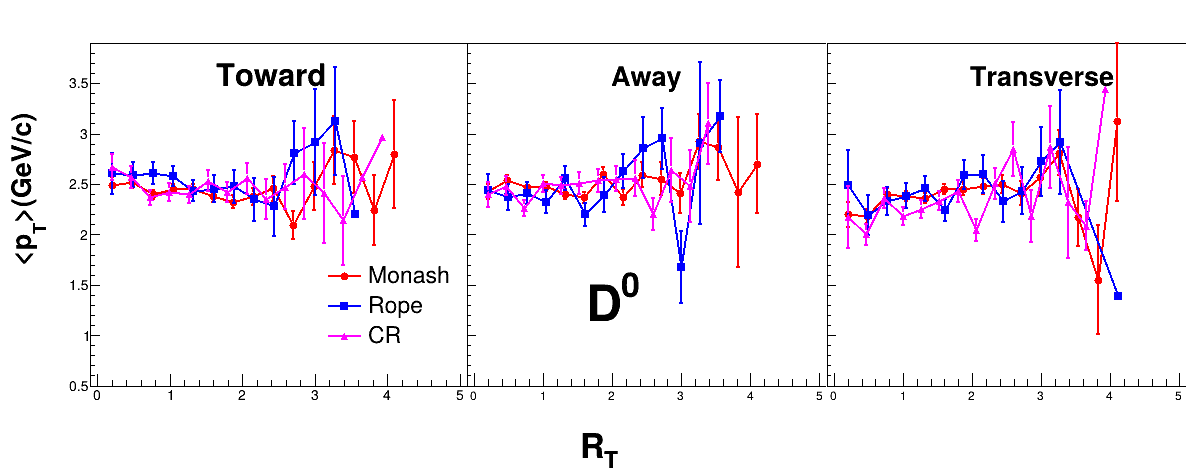 Toward
Away
Transverse
<p_T>(GeV/c)
3.5
3
2.5
2
1.5
1
0.5
Monash
Rope
CR
D^0
0 1 2 3 4 5
0 1 2 3 4 5
0 1 2 3 4 5
R_T